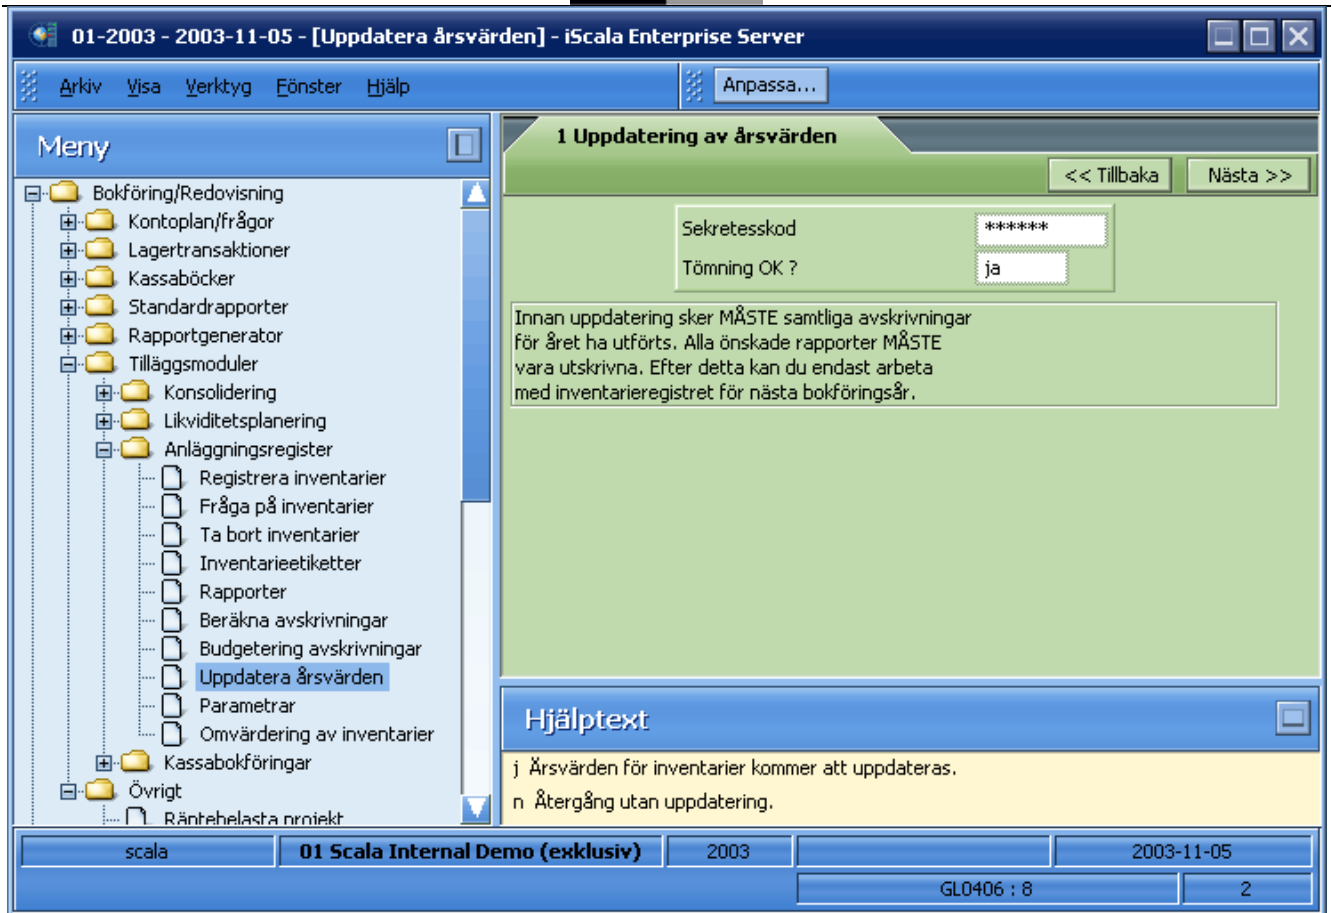 01-2003 - 2003-11-05 - [Uppdatera årsvärden] - iScala Enterprise Server
Arkiv Visa Verktyg Fönster Hjälp Anpassa...
Meny
Bokföring/Redovisning
Kontoplan/frågor
Lagertransaktioner
Kassaböcker
Standardrapporter
Rapportgenerator
Tilläggsmoduler
Konsolidering
Likviditetsplanering
Anläggningsregister
Registrera inventarier
Fråga på inventarier
Ta bort inventarier
Inventarieetiketter
Rapporter
Beräkna avskrivningar
Budgetering avskrivningar
Uppdatera årsvärden
Parametrar
Omvärdering av inventarier
Kassabokföringar
Övrigt
Räntebelasta projekt
1 Uppdatering av årsvärden
<< Tillbaka Nästa >>
Sekretesskod ******
Tömning OK ? ja
Innan uppdatering sker MÅSTE samtliga avskrivningar
för året ha utförts. Alla önskade rapporter MÅSTE
vara utskrivna. Efter detta kan du endast arbeta
med inventarieregistret för nästa bokföringsår.
Hjälptext
j Ärsvärden för inventarier kommer att uppdateras.
n Återgång utan uppdatering.
scala 01 Scala Internal Demo (exklusiv) 2003 2003-11-05
GL0406 : 8 2